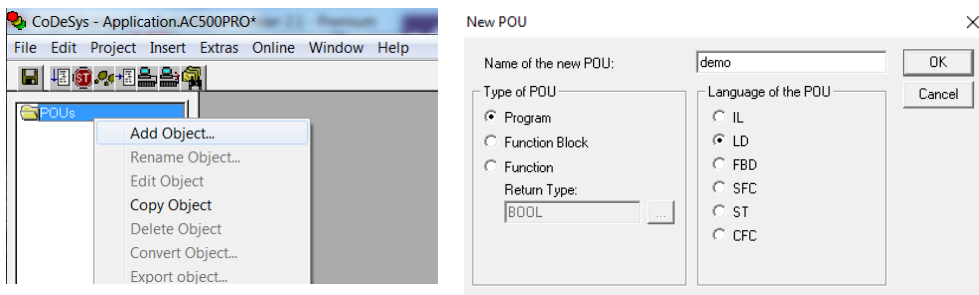 CoDeSys - Application.AC500PRO*
File Edit Project Insert Extras Online Window Help
POUs
Add Object...
Rename Object...
Edit Object
Copy Object
Delete Object
Convert Object...
Export object...
New POU
Name of the new POU:
demo
OK
Cancel
Type of POU
Program
Function Block
Function
Return Type:
BOOL
...
Language of the POU
IL
LD
FBD
SFC
ST
CFC